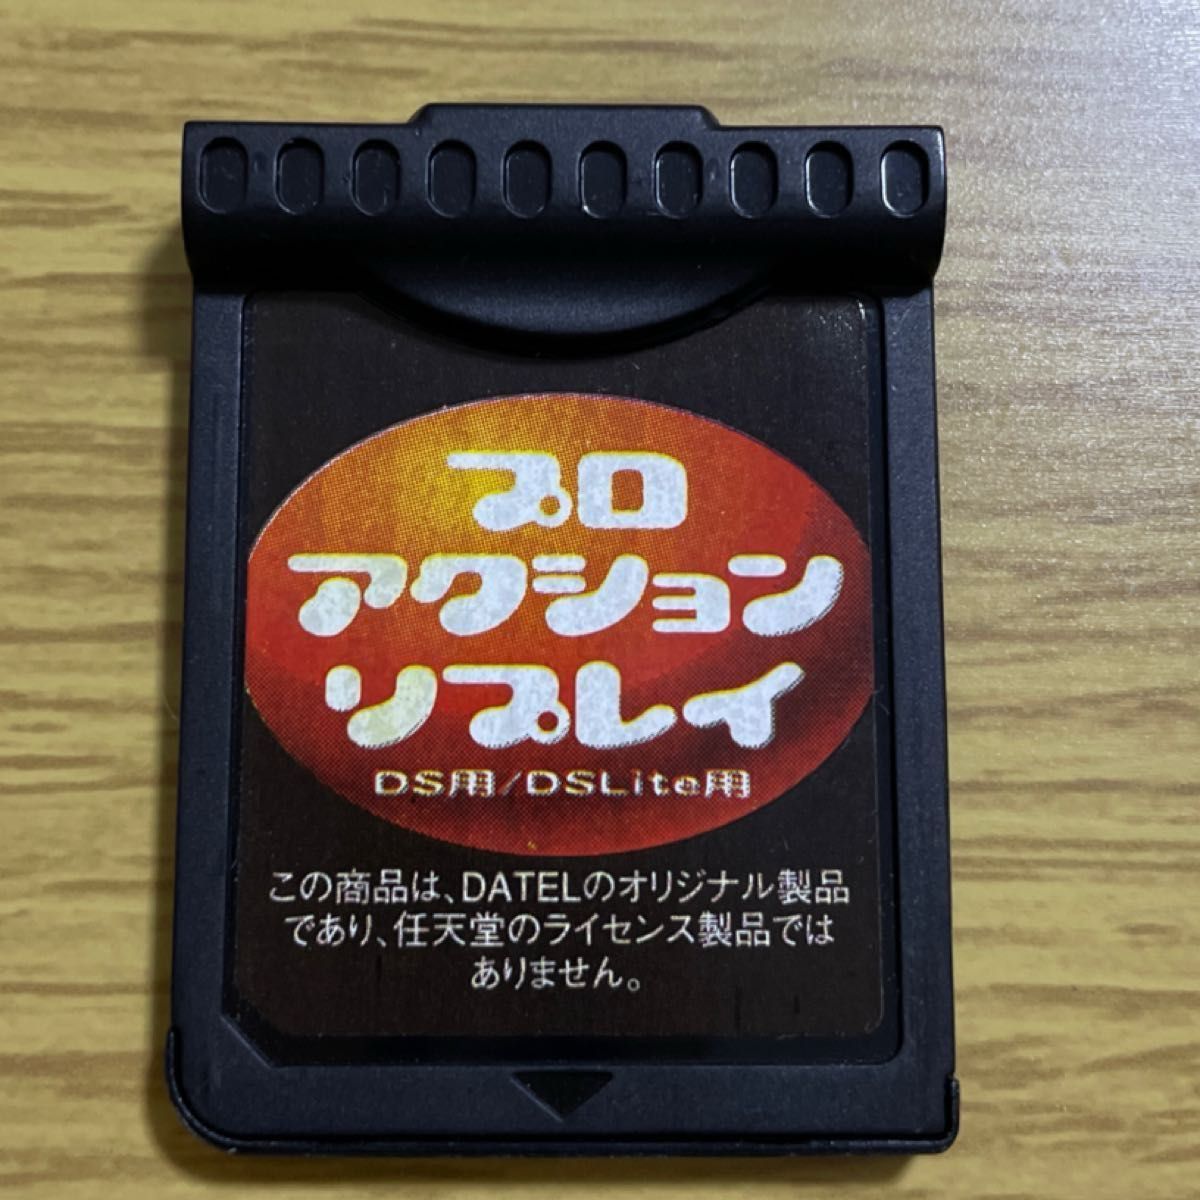 プロ
アクション
リプレイ
DS用/DSLite用
この商品は、DATELのオリジナル製品
であり、任天堂のライセンス製品では
ありません。